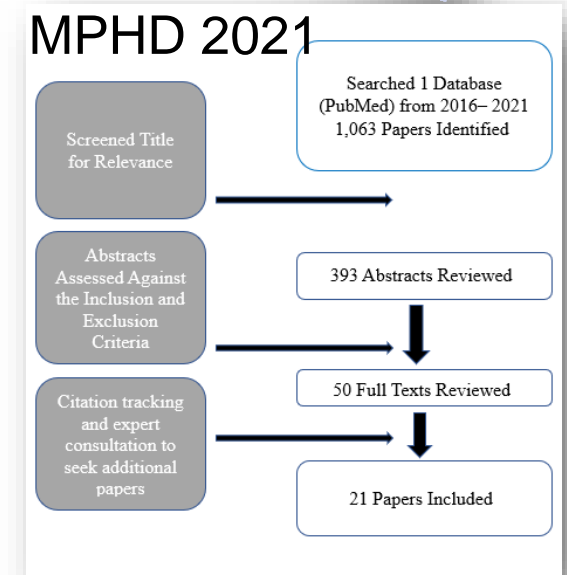 MPHD 2021
Searched 1 Database
(PubMed) from 2016– 2021
1,063 Papers Identified
Screened Title
for Relevance
Abstracts
Assessed Against
the Inclusion and
Exclusion
Criteria
393 Abstracts Reviewed
50 Full Texts Reviewed
Citation tracking
and expert
consultation to
seek additional
papers
21 Papers Included